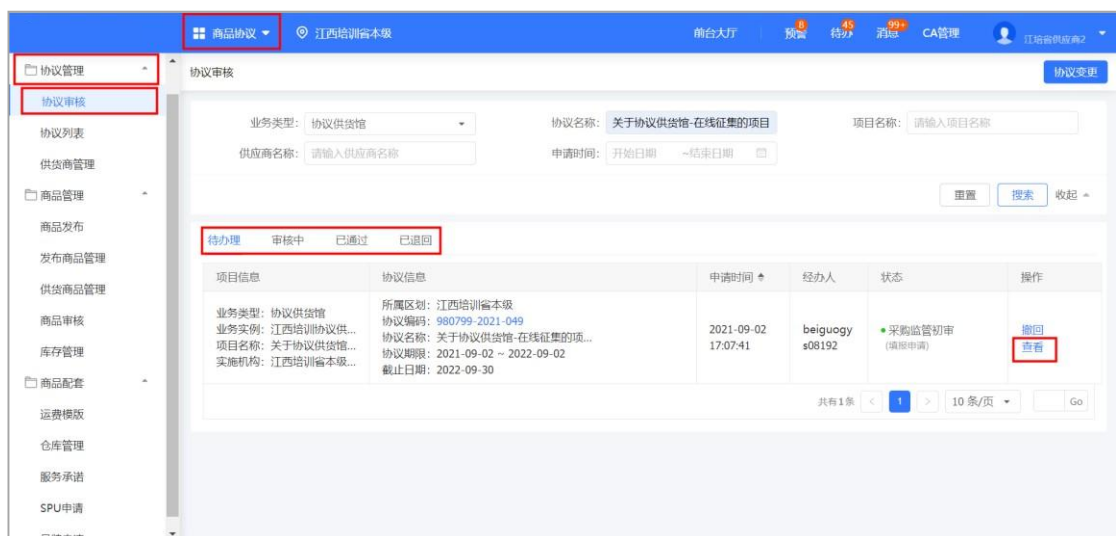 商品协议
江西培训省本级
前台大厅
预警
8
待办
45
消息
99+
CA管理
江培省供应商2
协议管理
协议审核
协议列表
供货商管理
商品管理
商品发布
发布商品管理
供货商品管理
商品审核
库存管理
商品配套
运费模版
仓库管理
服务承诺
SPU申请
协议审核
协议变更
业务类型: 协议供货馆
协议名称: 关于协议供货馆-在线征集的项目
项目名称: 请输入项目名称
供应商名称: 请输入供应商名称
申请时间: 开始日期 ~结束日期
重置
搜索
收起
待办理 审核中 已通过 已退回
项目信息 协议信息 申请时间 经办人 状态 操作
业务类型: 协议供货馆
业务实例: 江西培训协议供...
项目名称: 关于协议供货馆...
实施机构: 江西培训省本级...
所属区划: 江西培训省本级
协议编码: 980799-2021-049
协议名称: 关于协议供货馆-在线征集的项...
协议期限: 2021-09-02 ~ 2022-09-02
截止日期: 2022-09-30
2021-09-02
17:07:41
beiguogy
s08192
采购监管初审
(填报申请)
撤回
查看
共有1条 < 1 > 10 条/页 Go